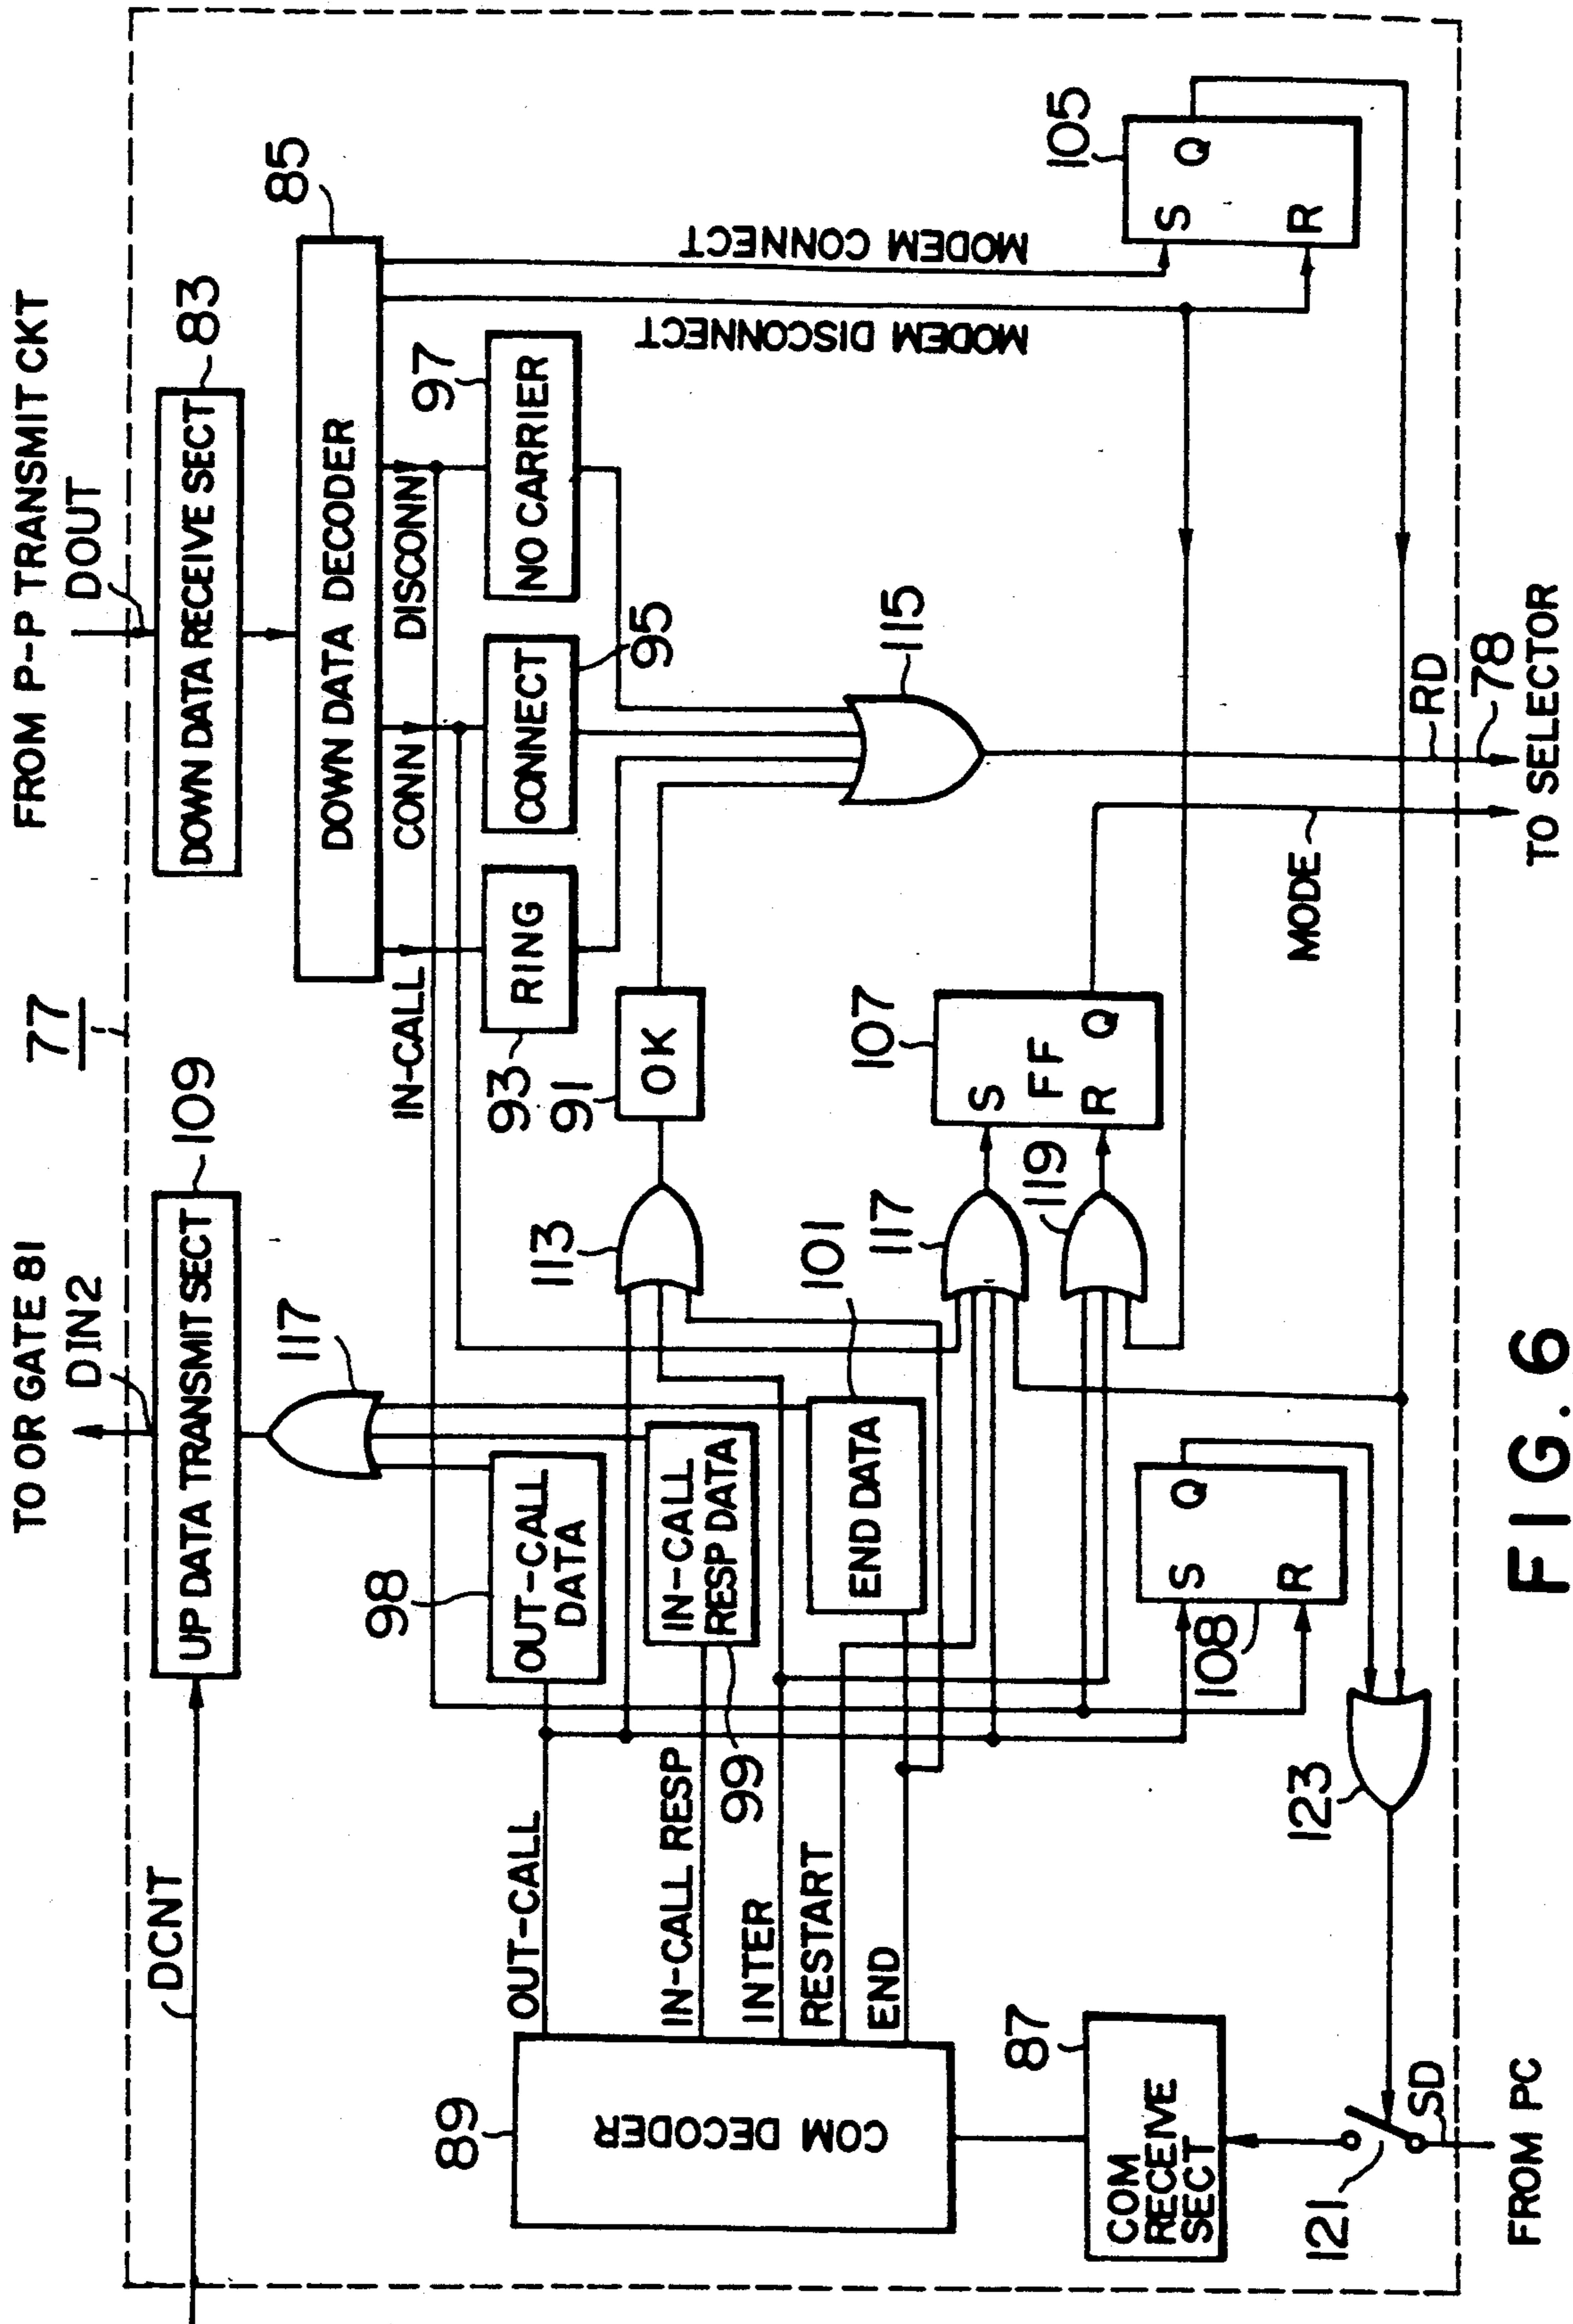 77
TO OR GATE 81
DIN2
FROM P-P TRANSMIT CKT
DOUT
DCNT
UP DATA TRANSMIT SECT
109
DOWN DATA RECEIVE SECT
83
117
DOWN DATA DECODER
85
IN-CALL
CONN
DISCONN
MODEM DISCONNECT
MODEM CONNECT
89
COM DECODER
OUT-CALL
IN-CALL RESP
INTER
RESTART
END
98
OUT-CALL
DATA
99
IN-CALL
RESP DATA
101
END DATA
113
91
OK
93
RING
CONNECT
95
97
NO CARRIER
115
117
119
107
S
FF
R
Q
105
S
Q
R
108
S
Q
R
123
87
COM
RECEIVE
SECT
121
SD
FROM PC
MODE
RD
78
TO SELECTOR
FIG. 6